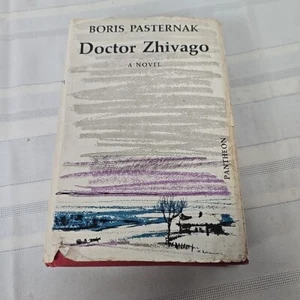 BORIS PASTERNAK
Doctor Zhivago
A NOVEL
PANTHEON